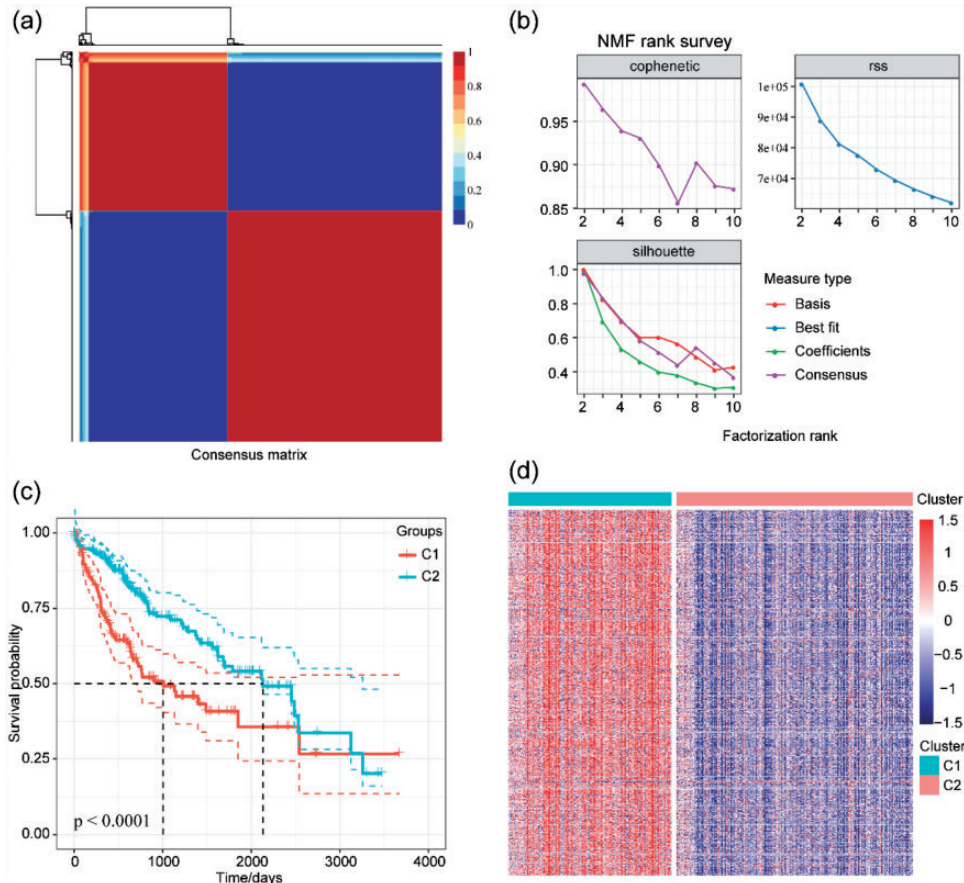 (a)
1
0.8
0.6
0.4
0.2
0
Consensus matrix
(b)
NMF rank survey
cophenetic
0.95
0.90
0.85
2 4 6 8 10
rss
1e+05
9e+04
8e+04
7e+04
2 4 6 8 10
silhouette
1.0
0.8
0.6
0.4
2 4 6 8 10
Measure type
Basis
Best fit
Coefficients
Consensus
Factorization rank
(c)
Groups
C1
C2
Survival probability
1.00
0.75
0.50
0.25
0.00
p < 0.0001
0 1000 2000 3000 4000
Time/days
(d)
Cluster
1.5
1
0.5
0
−0.5
−1
−1.5
Cluster
C1
C2